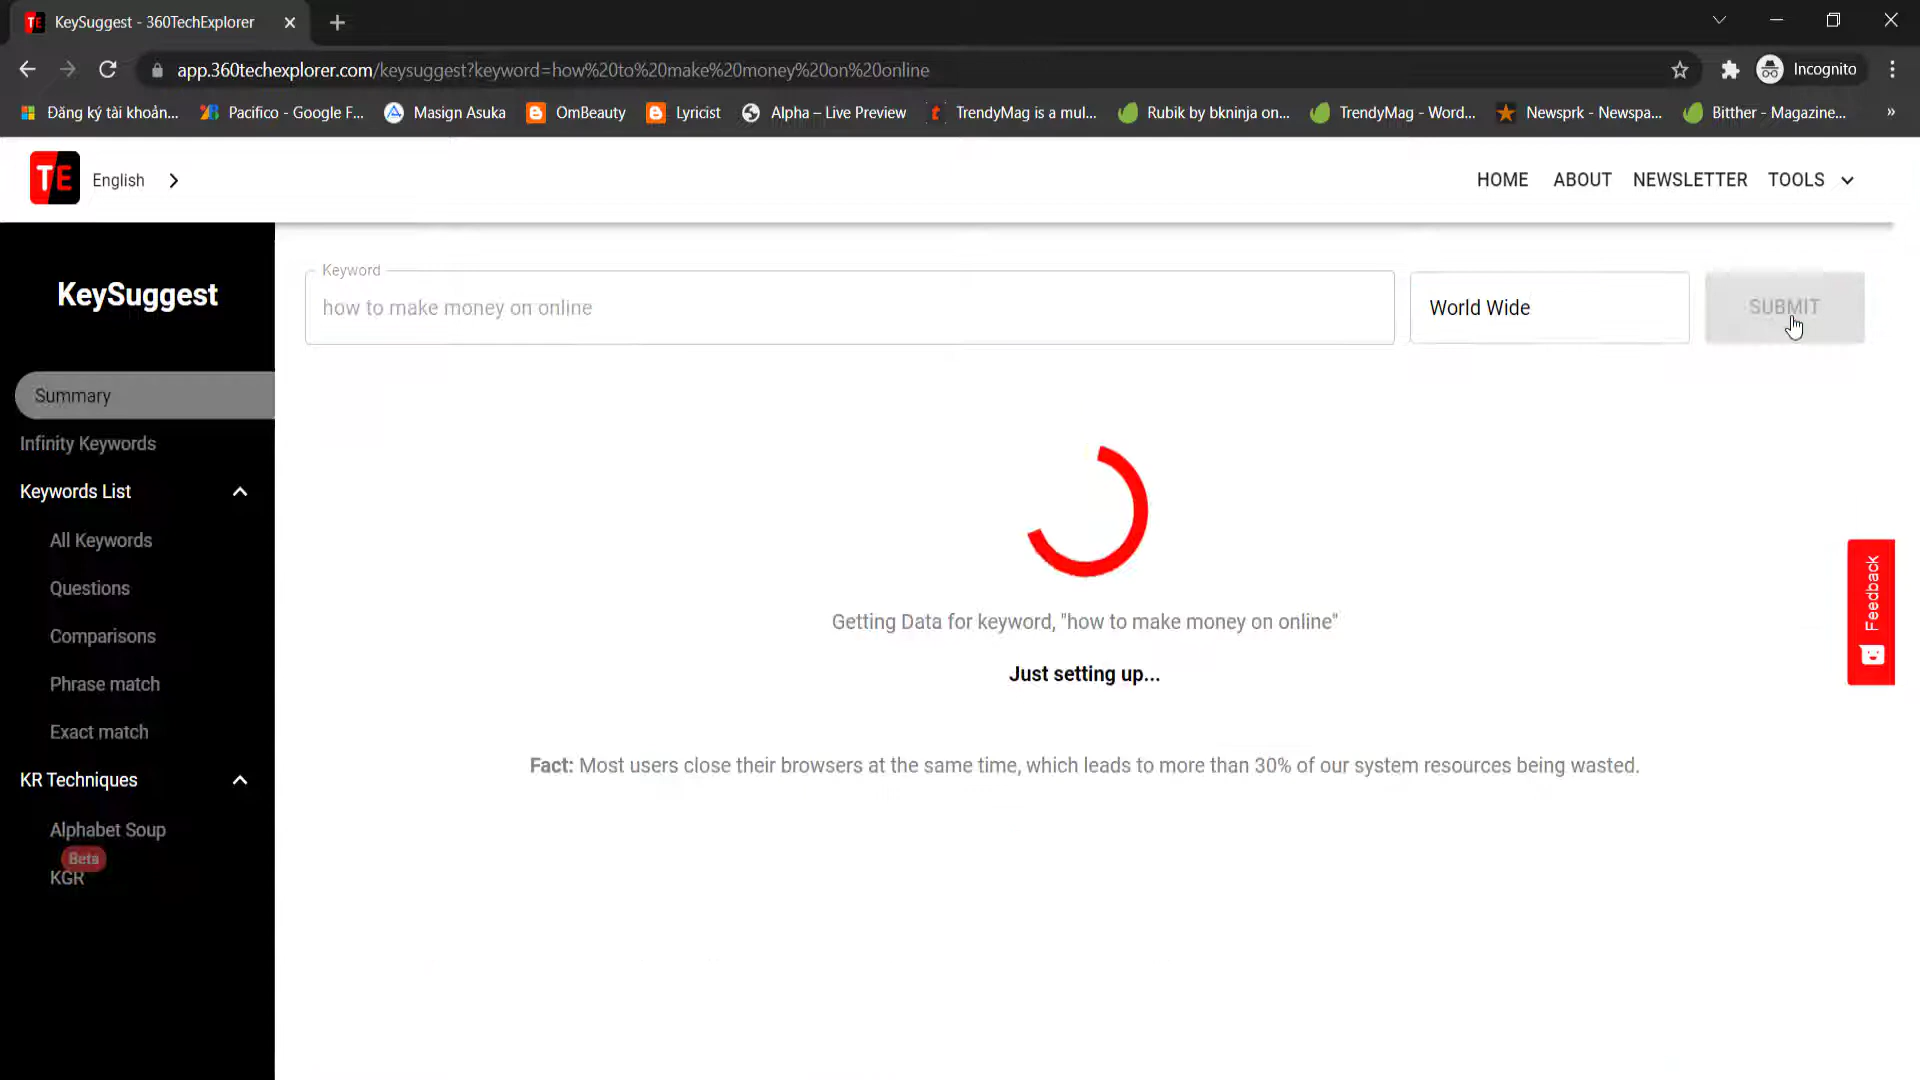 TE KeySuggest - 360TechExplorer
app.360techexplorer.com/keysuggest?keyword=how%20to%20make%20money%20on%20online
Incognito
Đăng ký tài khoản... Pacifico - Google F... Masign Asuka OmBeauty Lyricist Alpha – Live Preview TrendyMag is a mul... Rubik by bkninja on... TrendyMag - Word... Newsprk - Newspa... Bitther - Magazine... »
TE English HOME ABOUT NEWSLETTER TOOLS
KeySuggest
Keyword
how to make money on online
World Wide
SUBMIT
Summary
Infinity Keywords
Keywords List
All Keywords
Questions
Comparisons
Phrase match
Exact match
KR Techniques
Alphabet Soup
Beta
KGR
Getting Data for keyword, "how to make money on online"
Just setting up...
Fact: Most users close their browsers at the same time, which leads to more than 30% of our system resources being wasted.
Feedback